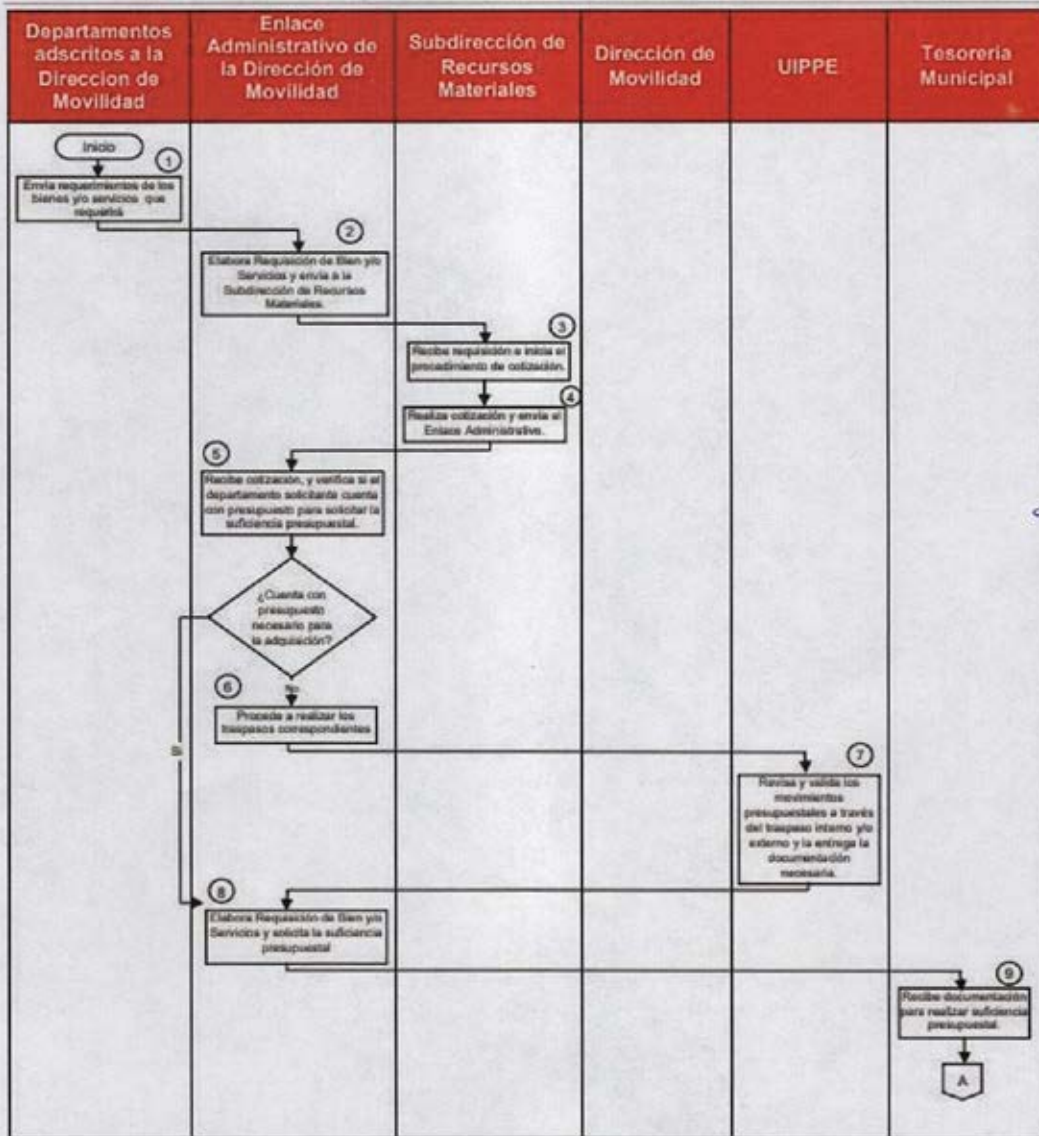 Departamentos
adscritos a la
Direccion de
Movilidad
Enlace
Administrativo de
la Dirección de
Movilidad
Subdirección de
Recursos
Materiales
Dirección de
Movilidad
UIPPE
Tesoreria
Municipal
Inicio
1
Envía requerimientos de los
bienes y/o servicios que
requerirá
2
Elabora Requisición de Bien y/o
Servicios y envía a la
Subdirección de Recursos
Materiales.
3
Recibe requisición e inicia el
procedimiento de cotización.
4
Realiza cotización y envía al
Enlace Administrativo.
5
Recibe cotización, y verifica si el
departamento solicitante cuenta
con presupuesto para solicitar la
suficiencia presupuestal.
¿Cuenta con
presupuesto
necesario para
la adquisición?
No
6
Procede a realizar los
traspasos correspondientes
7
Revisa y valida los
movimientos
presupuestales a través
del traspaso interno y/o
externo y la entrega la
documentación
necesaria.
8
Elabora Requisición de Bien y/o
Servicios y solicita la suficiencia
presupuestal
9
Recibe documentación
para realizar suficiencia
presupuestal.
A